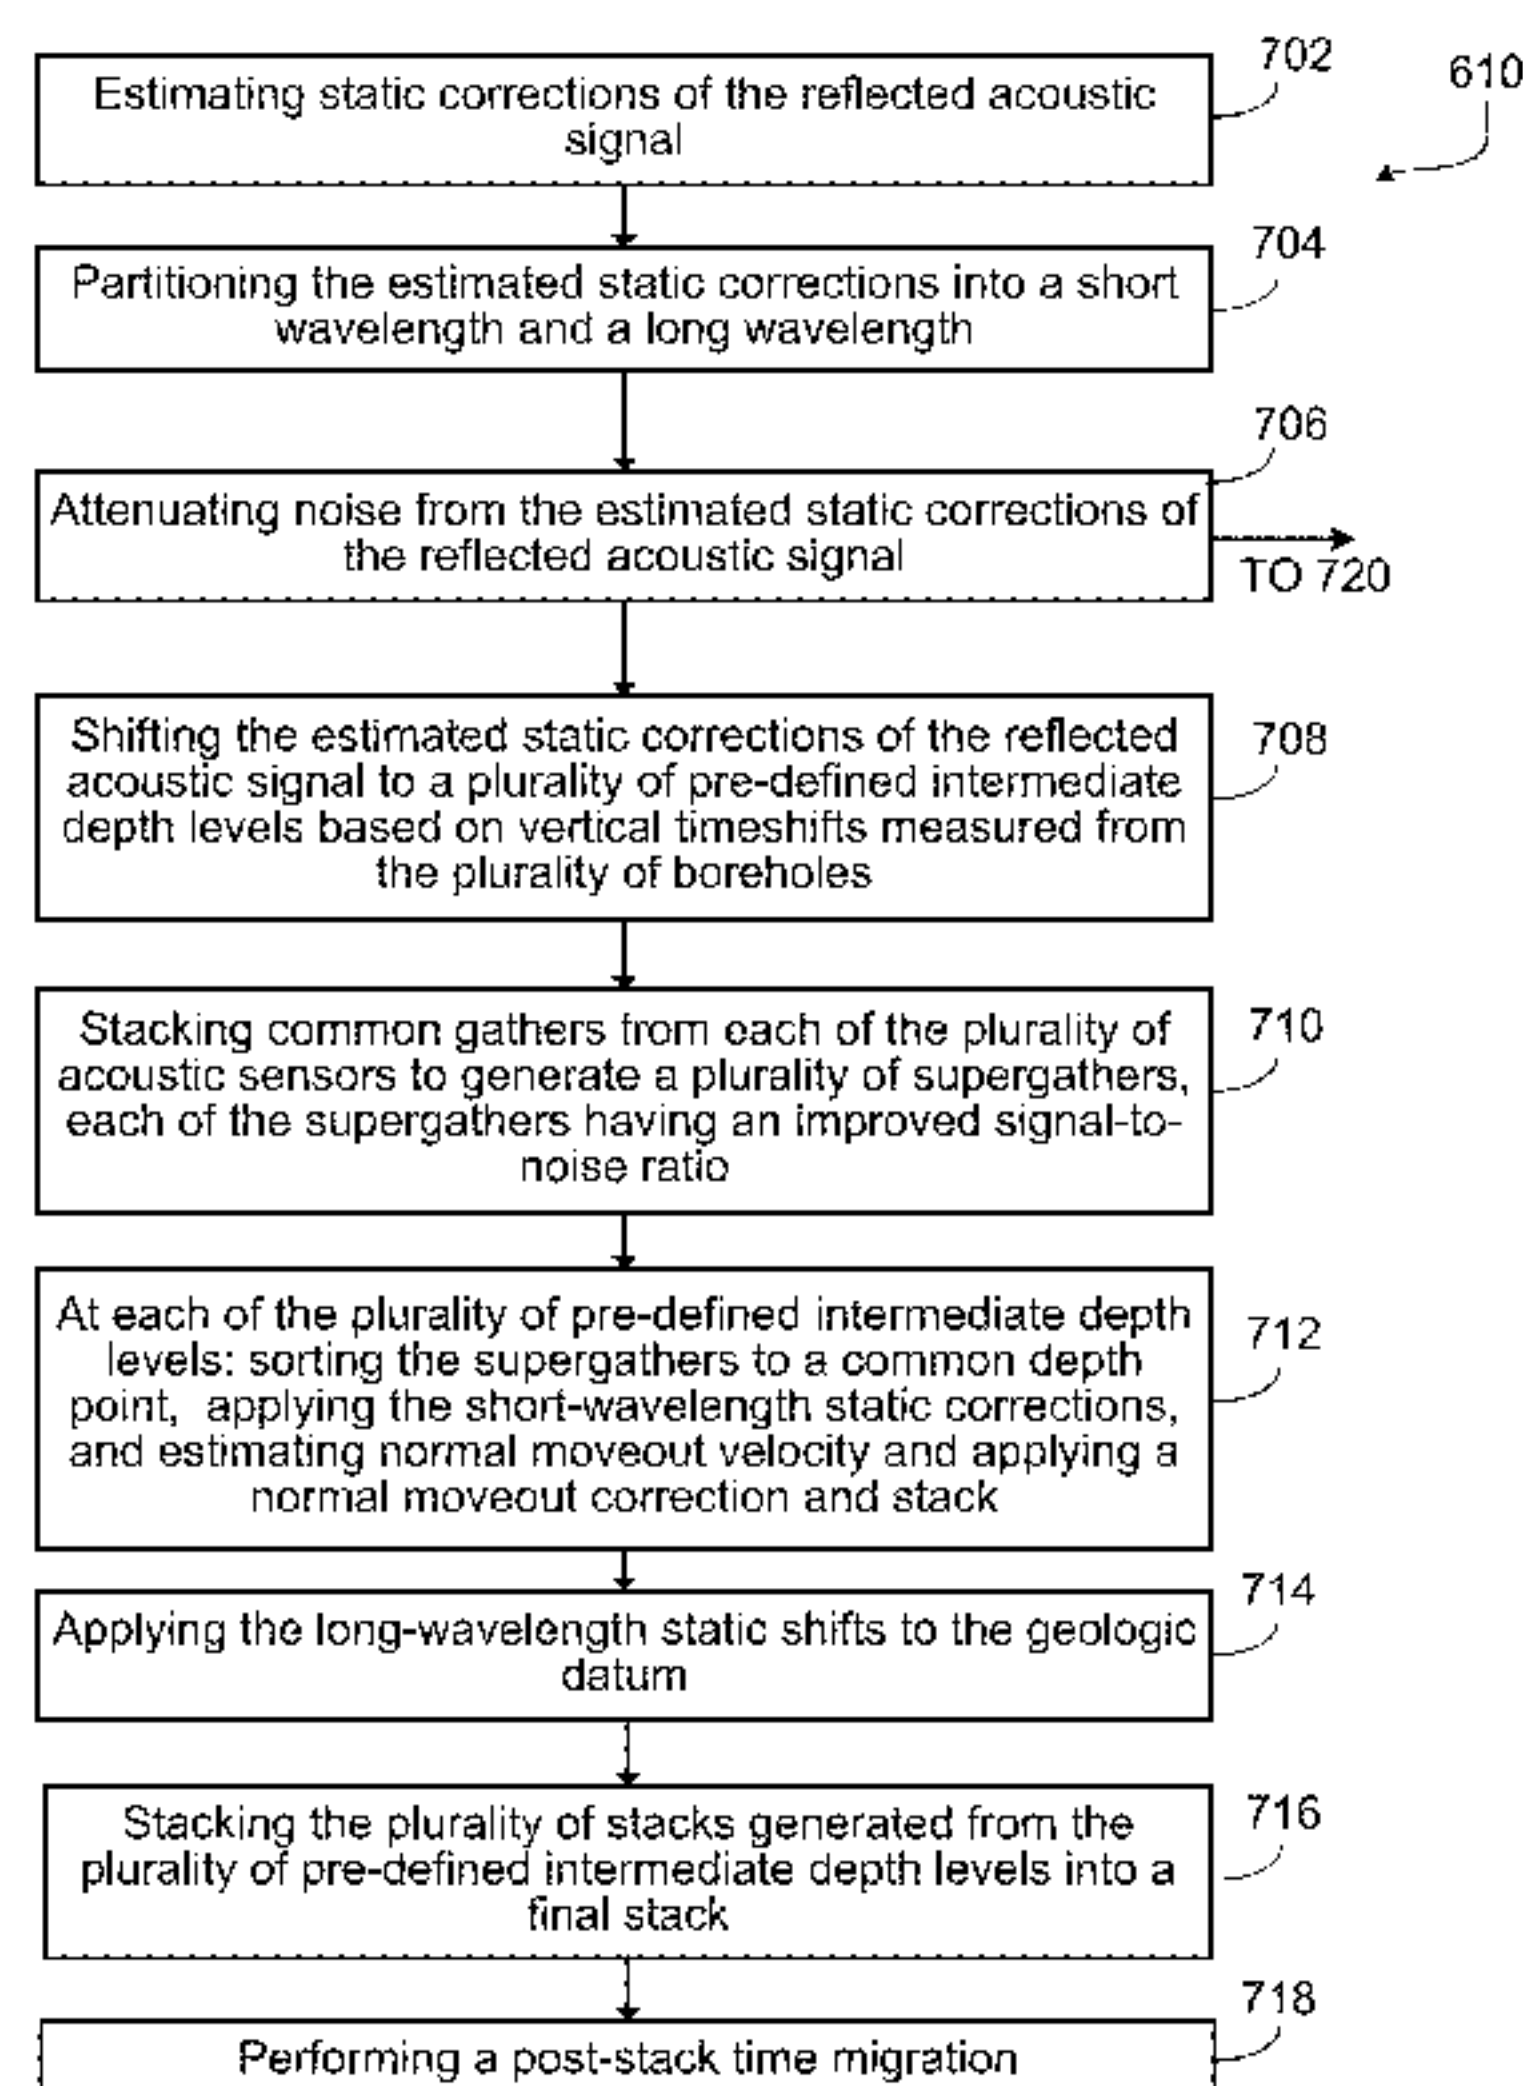 702
610
Estimating static corrections of the reflected acoustic
signal
704
Partitioning the estimated static corrections into a short
wavelength and a long wavelength
706
Attenuating noise from the estimated static corrections of
the reflected acoustic signal
TO 720
708
Shifting the estimated static corrections of the reflected
acoustic signal to a plurality of pre-defined intermediate
depth levels based on vertical timeshifts measured from
the plurality of boreholes
710
Stacking common gathers from each of the plurality of
acoustic sensors to generate a plurality of supergathers,
each of the supergathers having an improved signal-to-
noise ratio
712
At each of the plurality of pre-defined intermediate depth
levels: sorting the supergathers to a common depth
point, applying the short-wavelength static corrections,
and estimating normal moveout velocity and applying a
normal moveout correction and stack
714
Applying the long-wavelength static shifts to the geologic
datum
716
Stacking the plurality of stacks generated from the
plurality of pre-defined intermediate depth levels into a
final stack
718
Performing a post-stack time migration